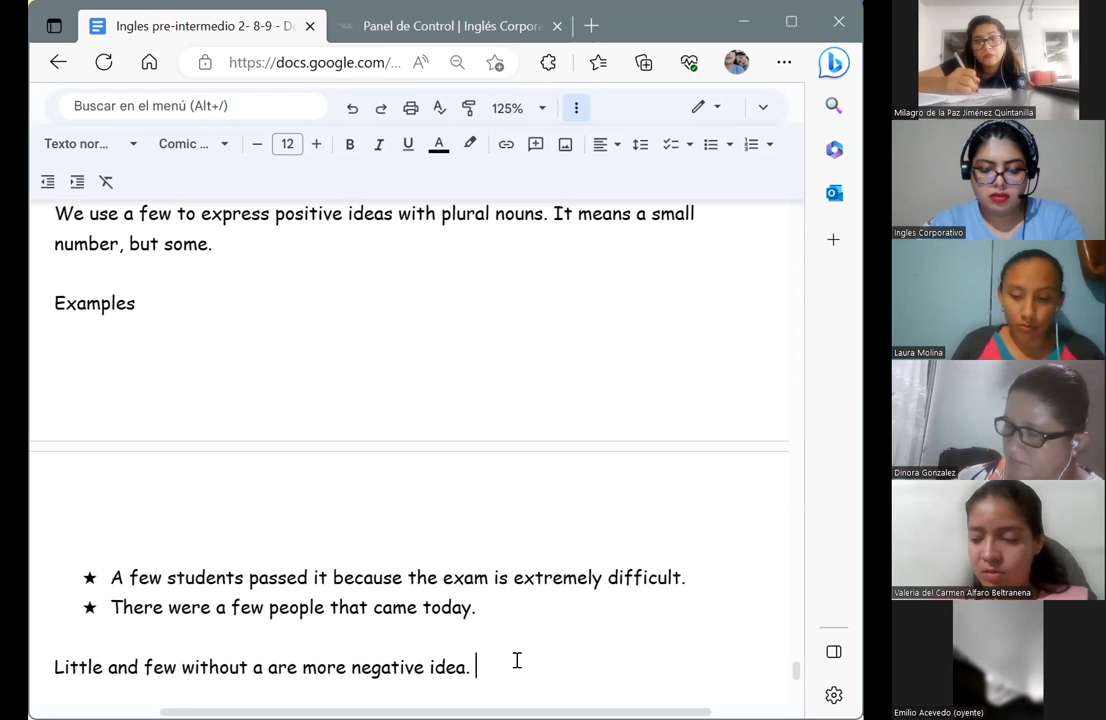 Ingles pre-intermedio 2- 8-9 - Do
Panel de Control | Inglés Corpora
https://docs.google.com/...
Buscar en el menú (Alt+/)
125%
Texto nor...
Comic ...
12
We use a few to express positive ideas with plural nouns. It means a small
number, but some.
Examples
A few students passed it because the exam is extremely difficult.
There were a few people that came today.
Little and few without a are more negative idea.
Milagro de la Paz Jiménez Quintanilla
Ingles Corporativo
Laura Molina
Dinora Gonzalez
Valeria del Carmen Alfaro Beltranena
Emilio Acevedo (oyente)